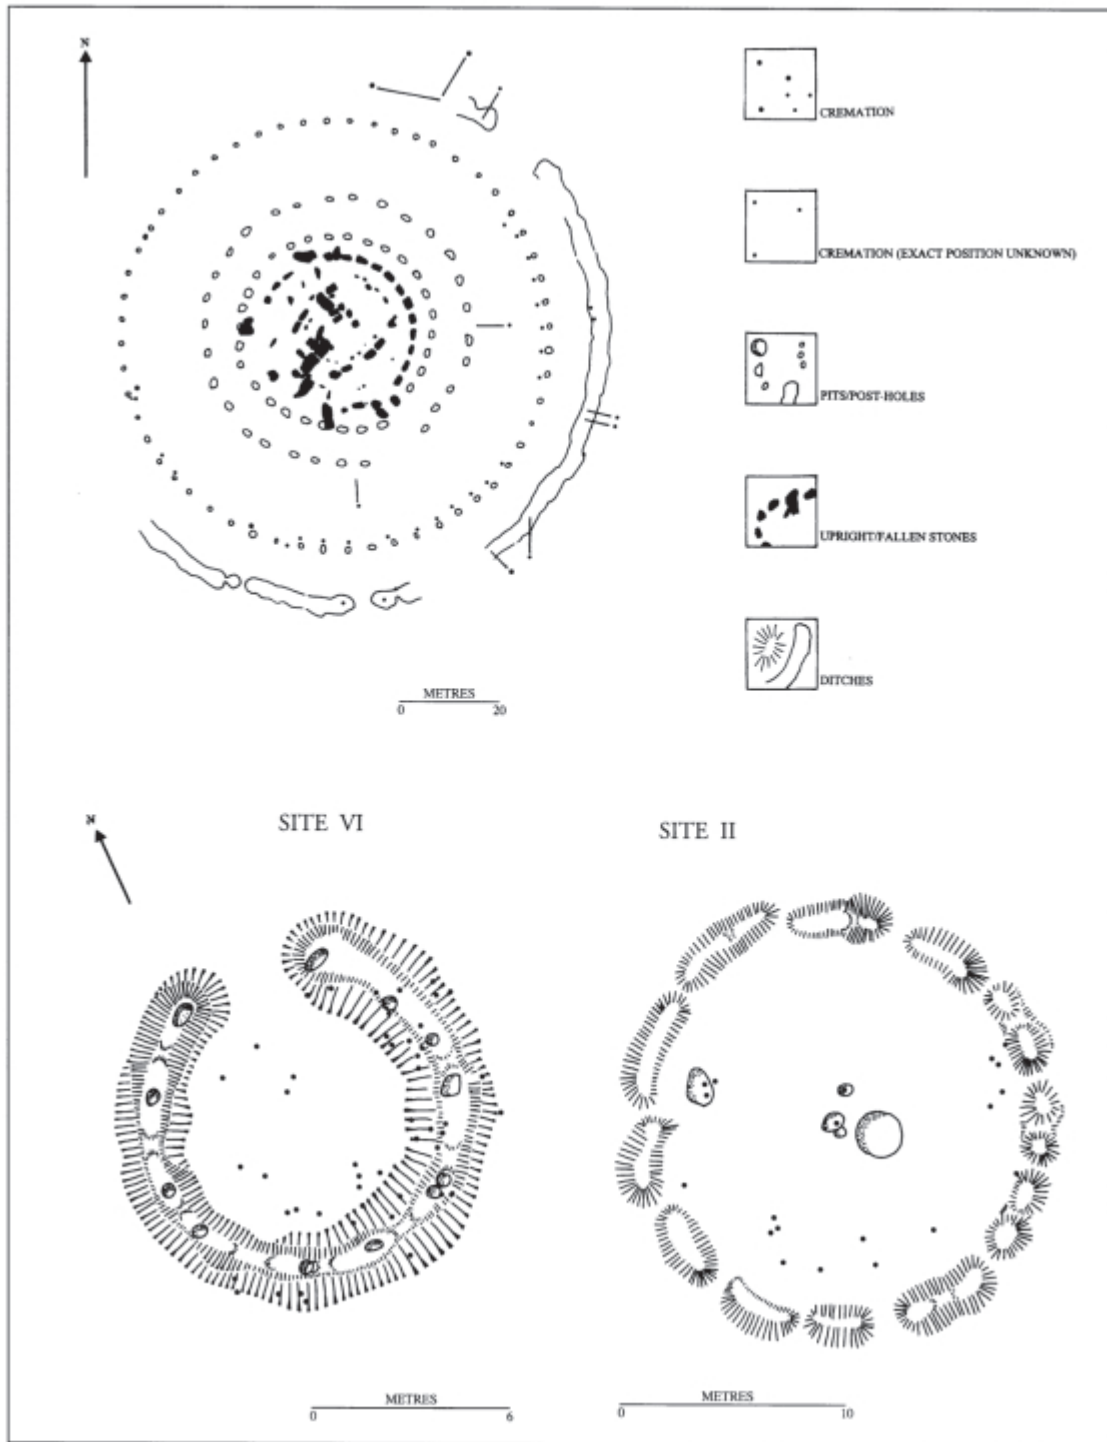 N
CREMATION
CREMATION (EXACT POSITION UNKNOWN)
PITS/POST-HOLES
UPRIGHT/FALLEN STONES
DITCHES
METRES
0 20
N
SITE VI
SITE II
METRES
0 6
METRES
0 10